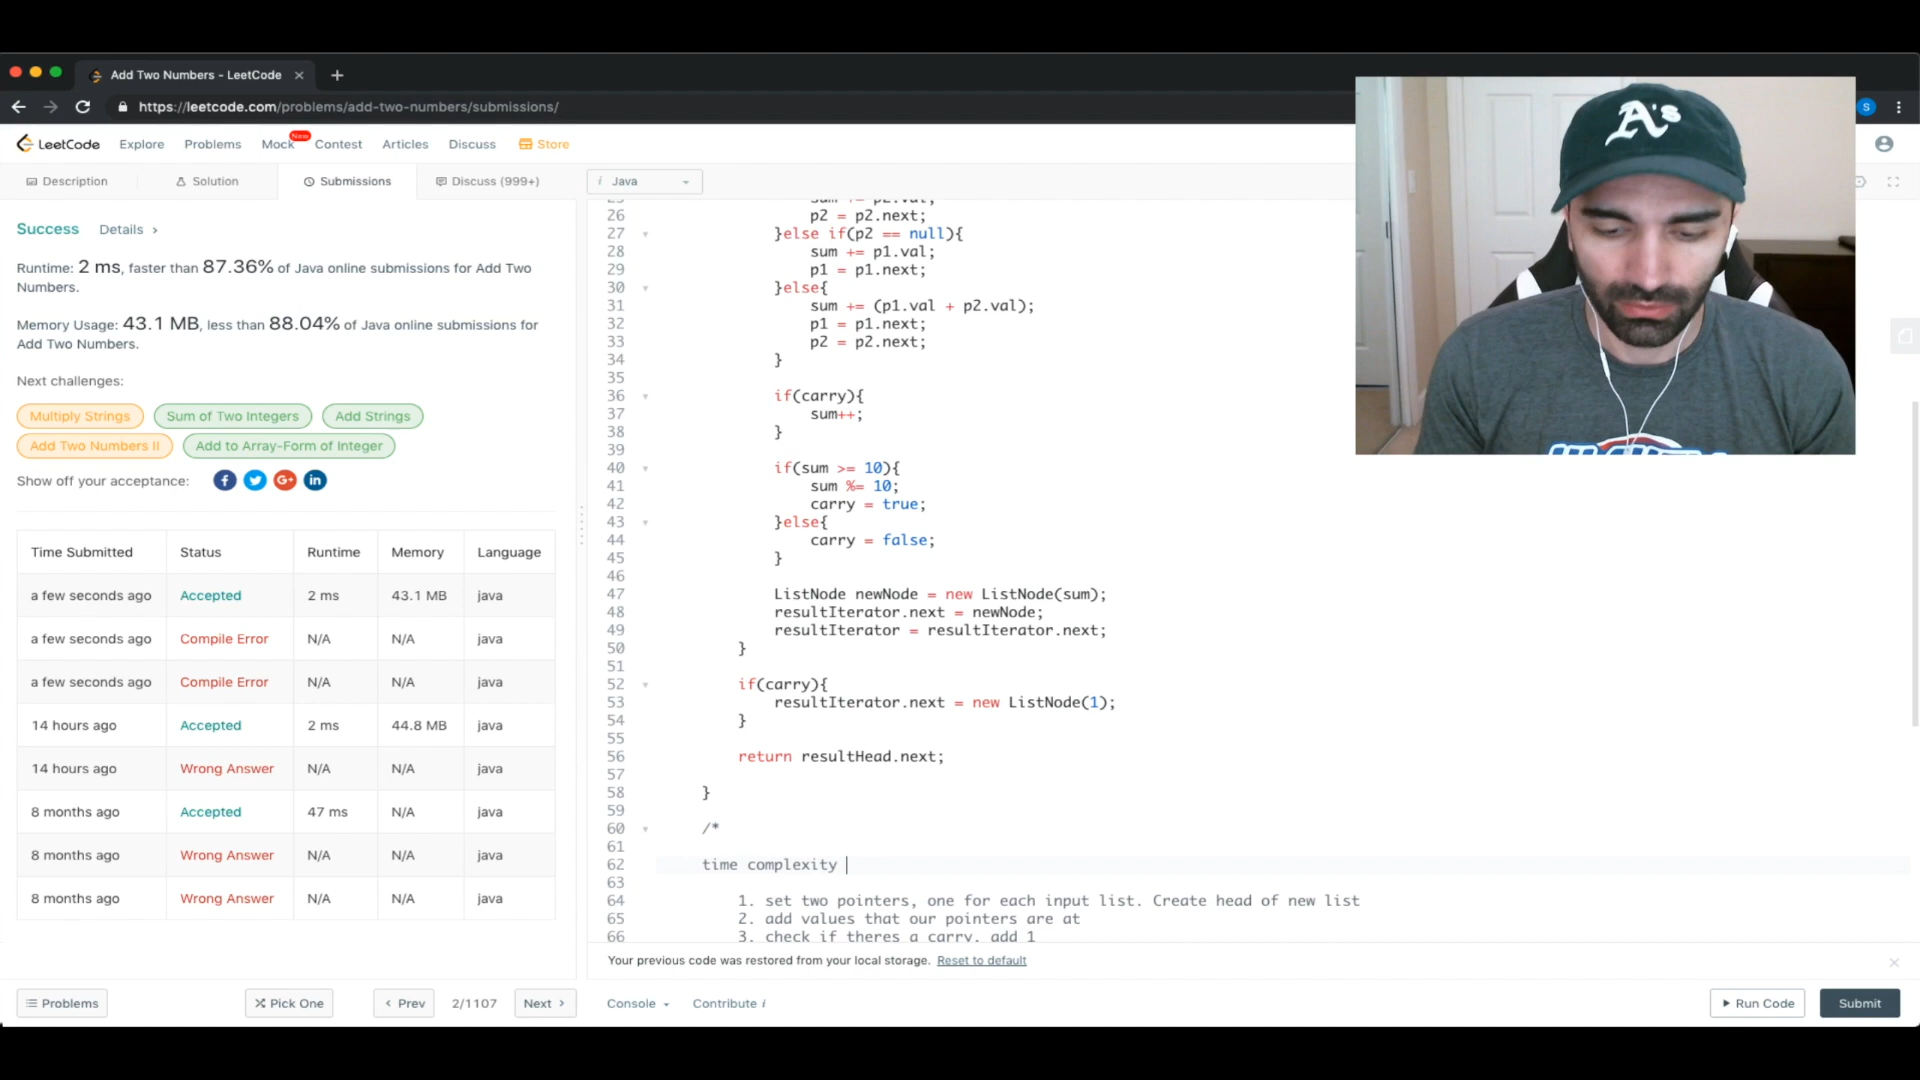 Add Two Numbers - LeetCode
https://leetcode.com/problems/add-two-numbers/submissions/
S
LeetCode Explore Problems Mock New Contest Articles Discuss Store
A's
Description Solution Submissions Discuss (999+) i Java
Success Details
Runtime: 2 ms, faster than 87.36% of Java online submissions for Add Two
Numbers.
Memory Usage: 43.1 MB, less than 88.04% of Java online submissions for
Add Two Numbers.
Next challenges:
Multiply Strings Sum of Two Integers Add Strings
Add Two Numbers II Add to Array-Form of Integer
Show off your acceptance: f G+ in
Time Submitted Status Runtime Memory Language
a few seconds ago Accepted 2 ms 43.1 MB java
a few seconds ago Compile Error N/A N/A java
a few seconds ago Compile Error N/A N/A java
14 hours ago Accepted 2 ms 44.8 MB java
14 hours ago Wrong Answer N/A N/A java
8 months ago Accepted 47 ms N/A java
8 months ago Wrong Answer N/A N/A java
8 months ago Wrong Answer N/A N/A java
25 sum += p2.val;
26 p2 = p2.next;
27 }else if(p2 == null){
28 sum += p1.val;
29 p1 = p1.next;
30 }else{
31 sum += (p1.val + p2.val);
32 p1 = p1.next;
33 p2 = p2.next;
34 }
35
36 if(carry){
37 sum++;
38 }
39
40 if(sum >= 10){
41 sum %= 10;
42 carry = true;
43 }else{
44 carry = false;
45 }
46
47 ListNode newNode = new ListNode(sum);
48 resultIterator.next = newNode;
49 resultIterator = resultIterator.next;
50 }
51
52 if(carry){
53 resultIterator.next = new ListNode(1);
54 }
55
56 return resultHead.next;
57
58 }
59
60 /*
61
62 time complexity
63
64 1. set two pointers, one for each input list. Create head of new list
65 2. add values that our pointers are at
66 3. check if theres a carry, add 1
Your previous code was restored from your local storage. Reset to default
Problems Pick One Prev 2/1107 Next Console Contribute i Run Code Submit